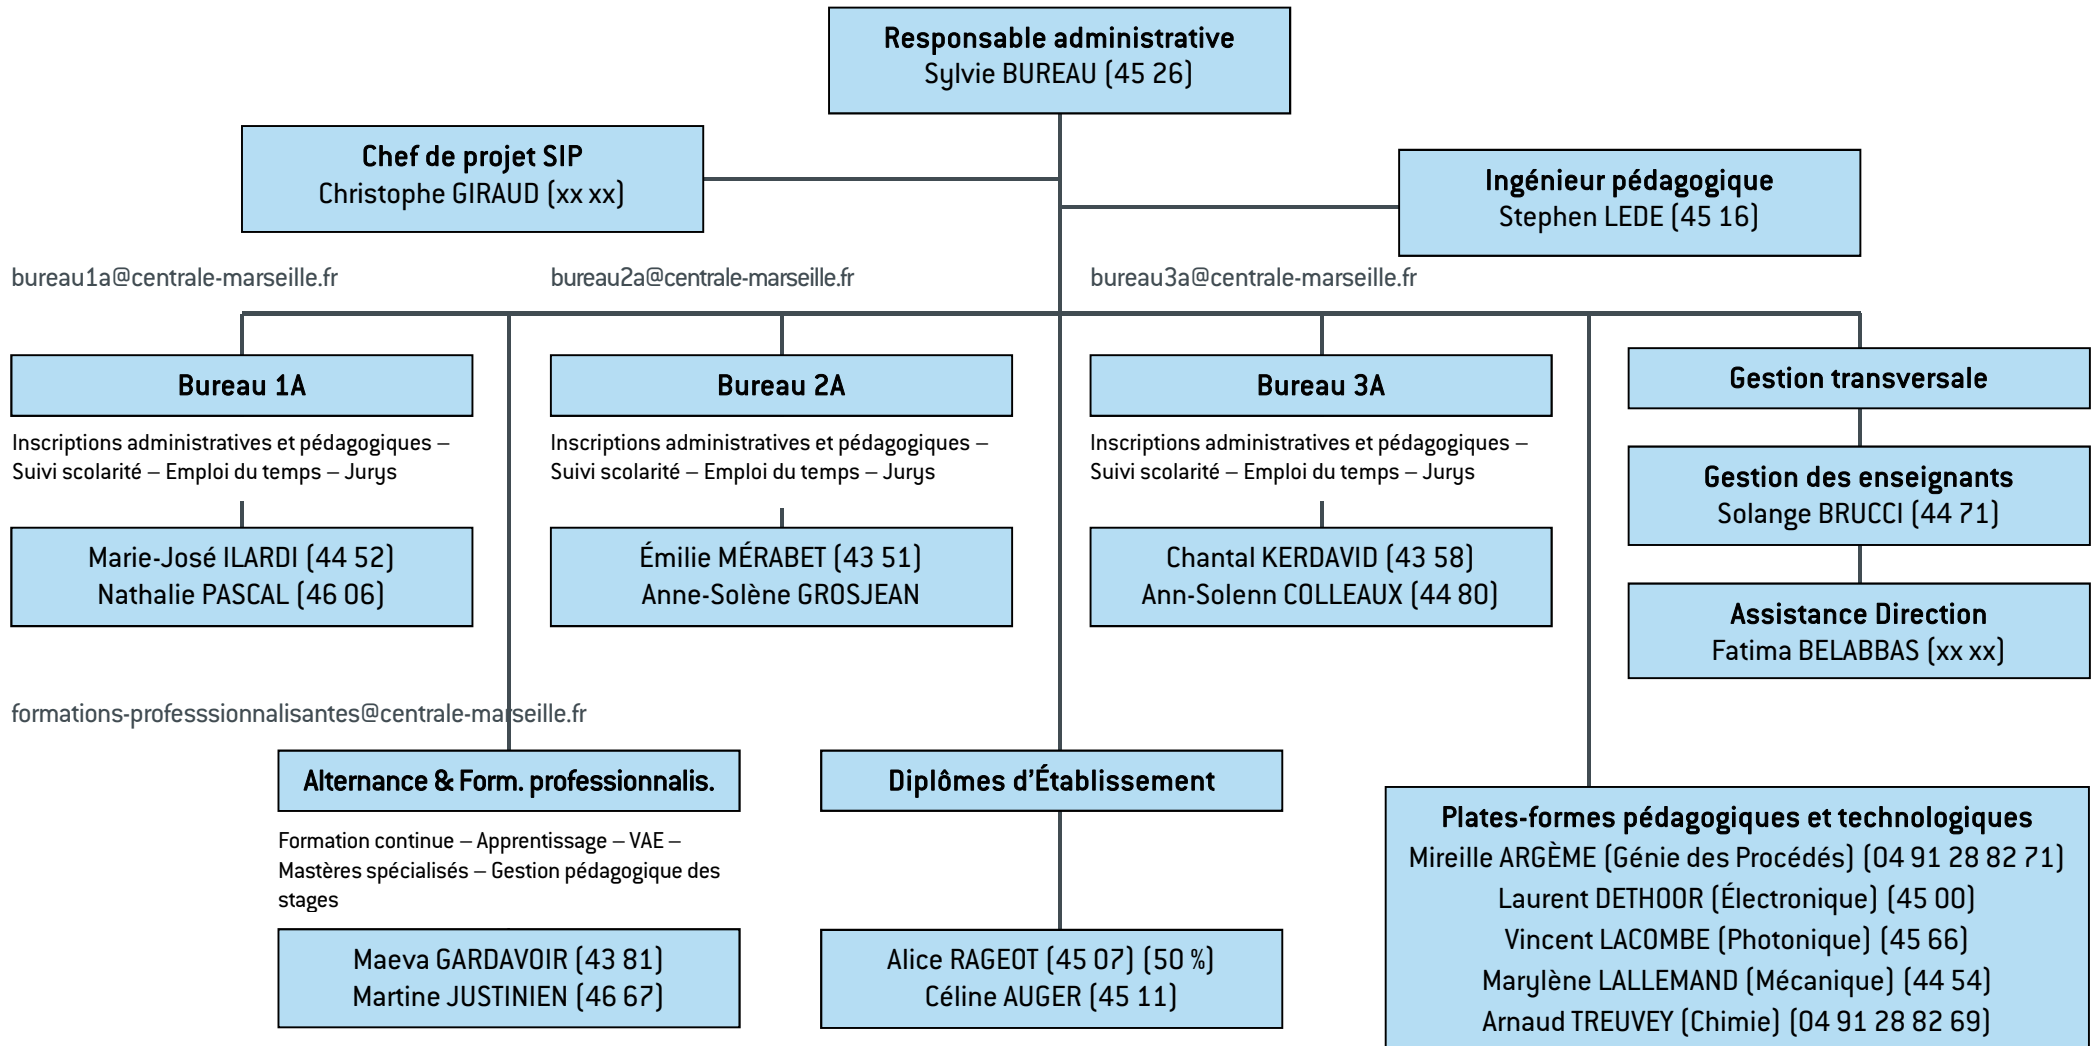 Responsable administrative
Sylvie BUREAU (45 26)
Chef de projet SIP
Christophe GIRAUD (xx xx)
Ingénieur pédagogique
Stephen LEDE (45 16)
bureau1a@centrale-marseille.fr
bureau2a@centrale-marseille.fr
bureau3a@centrale-marseille.fr
Bureau 1A
Inscriptions administratives et pédagogiques –
Suivi scolarité – Emploi du temps – Jurys
Marie-José ILARDI (44 52)
Nathalie PASCAL (46 06)
Bureau 2A
Inscriptions administratives et pédagogiques –
Suivi scolarité – Emploi du temps – Jurys
Émilie MÉRABET (43 51)
Anne-Solène GROSJEAN
Bureau 3A
Inscriptions administratives et pédagogiques –
Suivi scolarité – Emploi du temps – Jurys
Chantal KERDAVID (43 58)
Ann-Solenn COLLEAUX (44 80)
Gestion transversale
Gestion des enseignants
Solange BRUCCI (44 71)
Assistance Direction
Fatima BELABBAS (xx xx)
formations-professsionnalisantes@centrale-marseille.fr
Alternance & Form. professionnalis.
Formation continue – Apprentissage – VAE –
Mastères spécialisés – Gestion pédagogique des
stages
Maeva GARDAVOIR (43 81)
Martine JUSTINIEN (46 67)
Diplômes d’Établissement
Alice RAGEOT (45 07) (50 %)
Céline AUGER (45 11)
Plates-formes pédagogiques et technologiques
Mireille ARGÈME (Génie des Procédés) (04 91 28 82 71)
Laurent DETHOOR (Électronique) (45 00)
Vincent LACOMBE (Photonique) (45 66)
Marylène LALLEMAND (Mécanique) (44 54)
Arnaud TREUVEY (Chimie) (04 91 28 82 69)